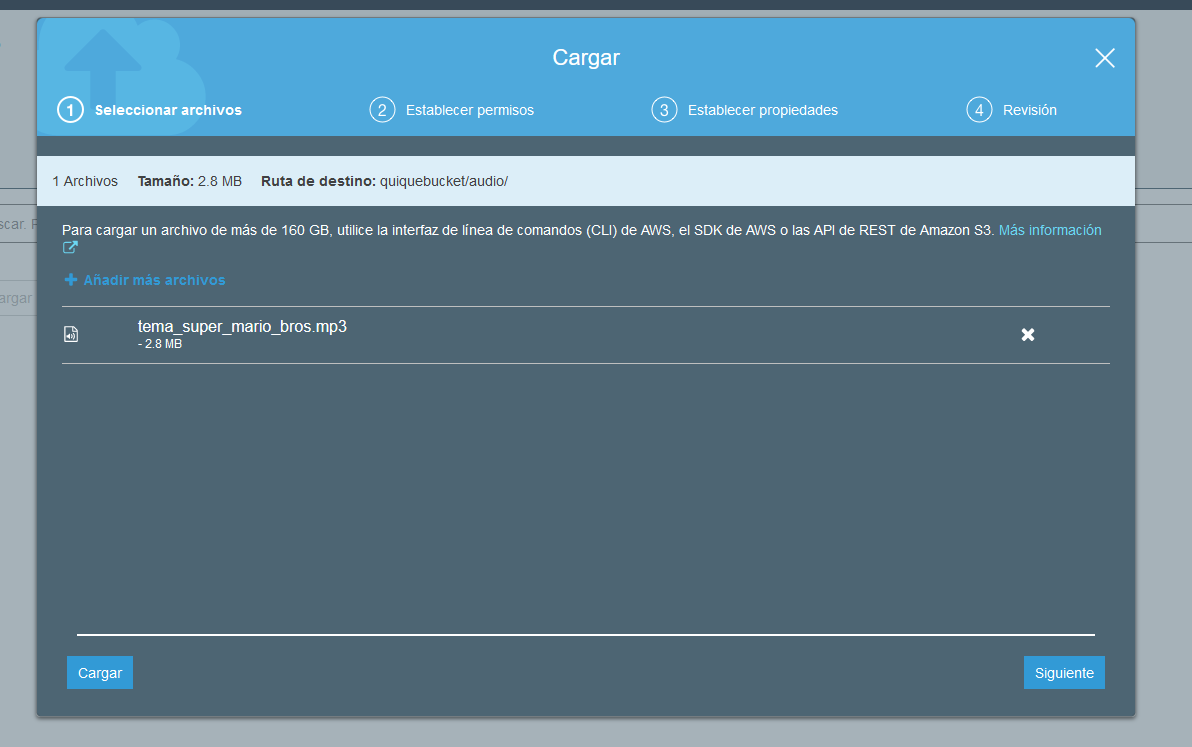 Cargar
1 Seleccionar archivos
2 Establecer permisos
3 Establecer propiedades
4 Revisión
1 Archivos Tamaño: 2.8 MB Ruta de destino: quiquebucket/audio/
Para cargar un archivo de más de 160 GB, utilice la interfaz de línea de comandos (CLI) de AWS, el SDK de AWS o las API de REST de Amazon S3. Más información
Añadir más archivos
tema_super_mario_bros.mp3
- 2.8 MB
Cargar
Siguiente